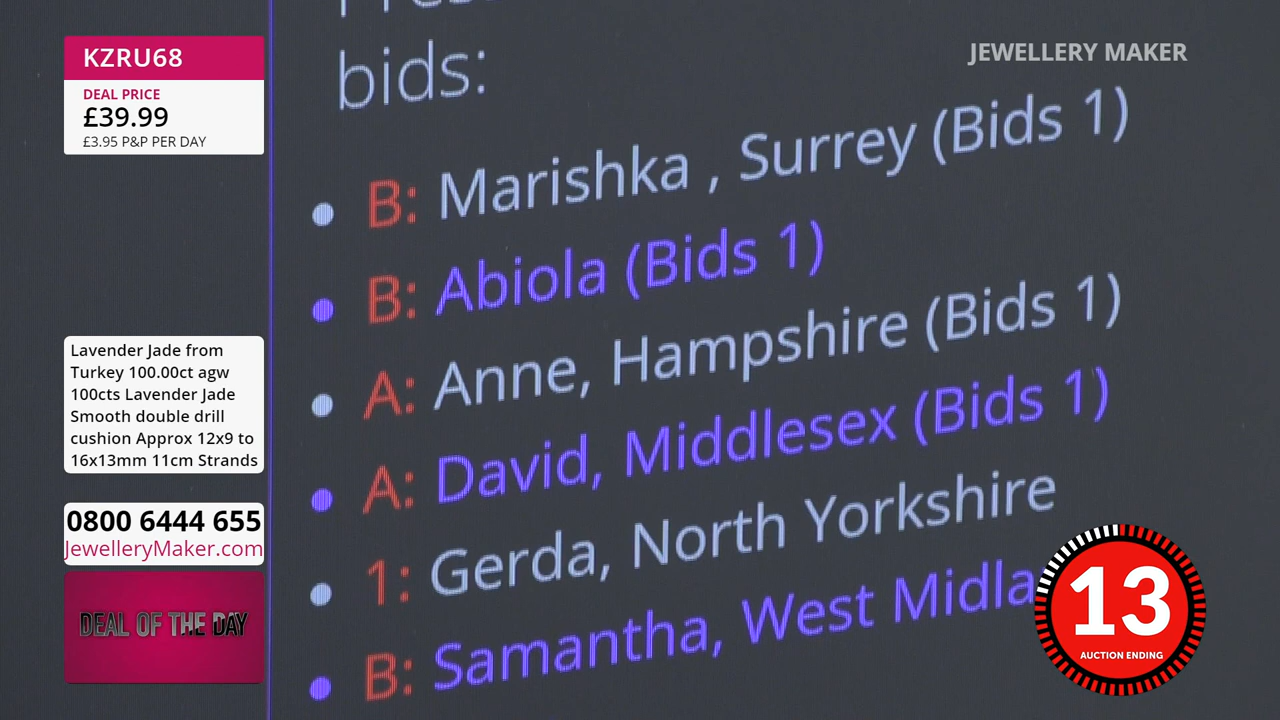 KZRU68
DEAL PRICE
£39.99
£3.95 P&P PER DAY
Lavender Jade from
Turkey 100.00ct agw
100cts Lavender Jade
Smooth double drill
cushion Approx 12x9 to
16x13mm 11cm Strands
0800 6444 655
JewelleryMaker.com
DEAL OF THE DAY
JEWELLERY MAKER
bids:
B: Marishka , Surrey (Bids 1)
B: Abiola (Bids 1)
A: Anne, Hampshire (Bids 1)
A: David, Middlesex (Bids 1)
1: Gerda, North Yorkshire
B: Samantha, West
13
AUCTION ENDING